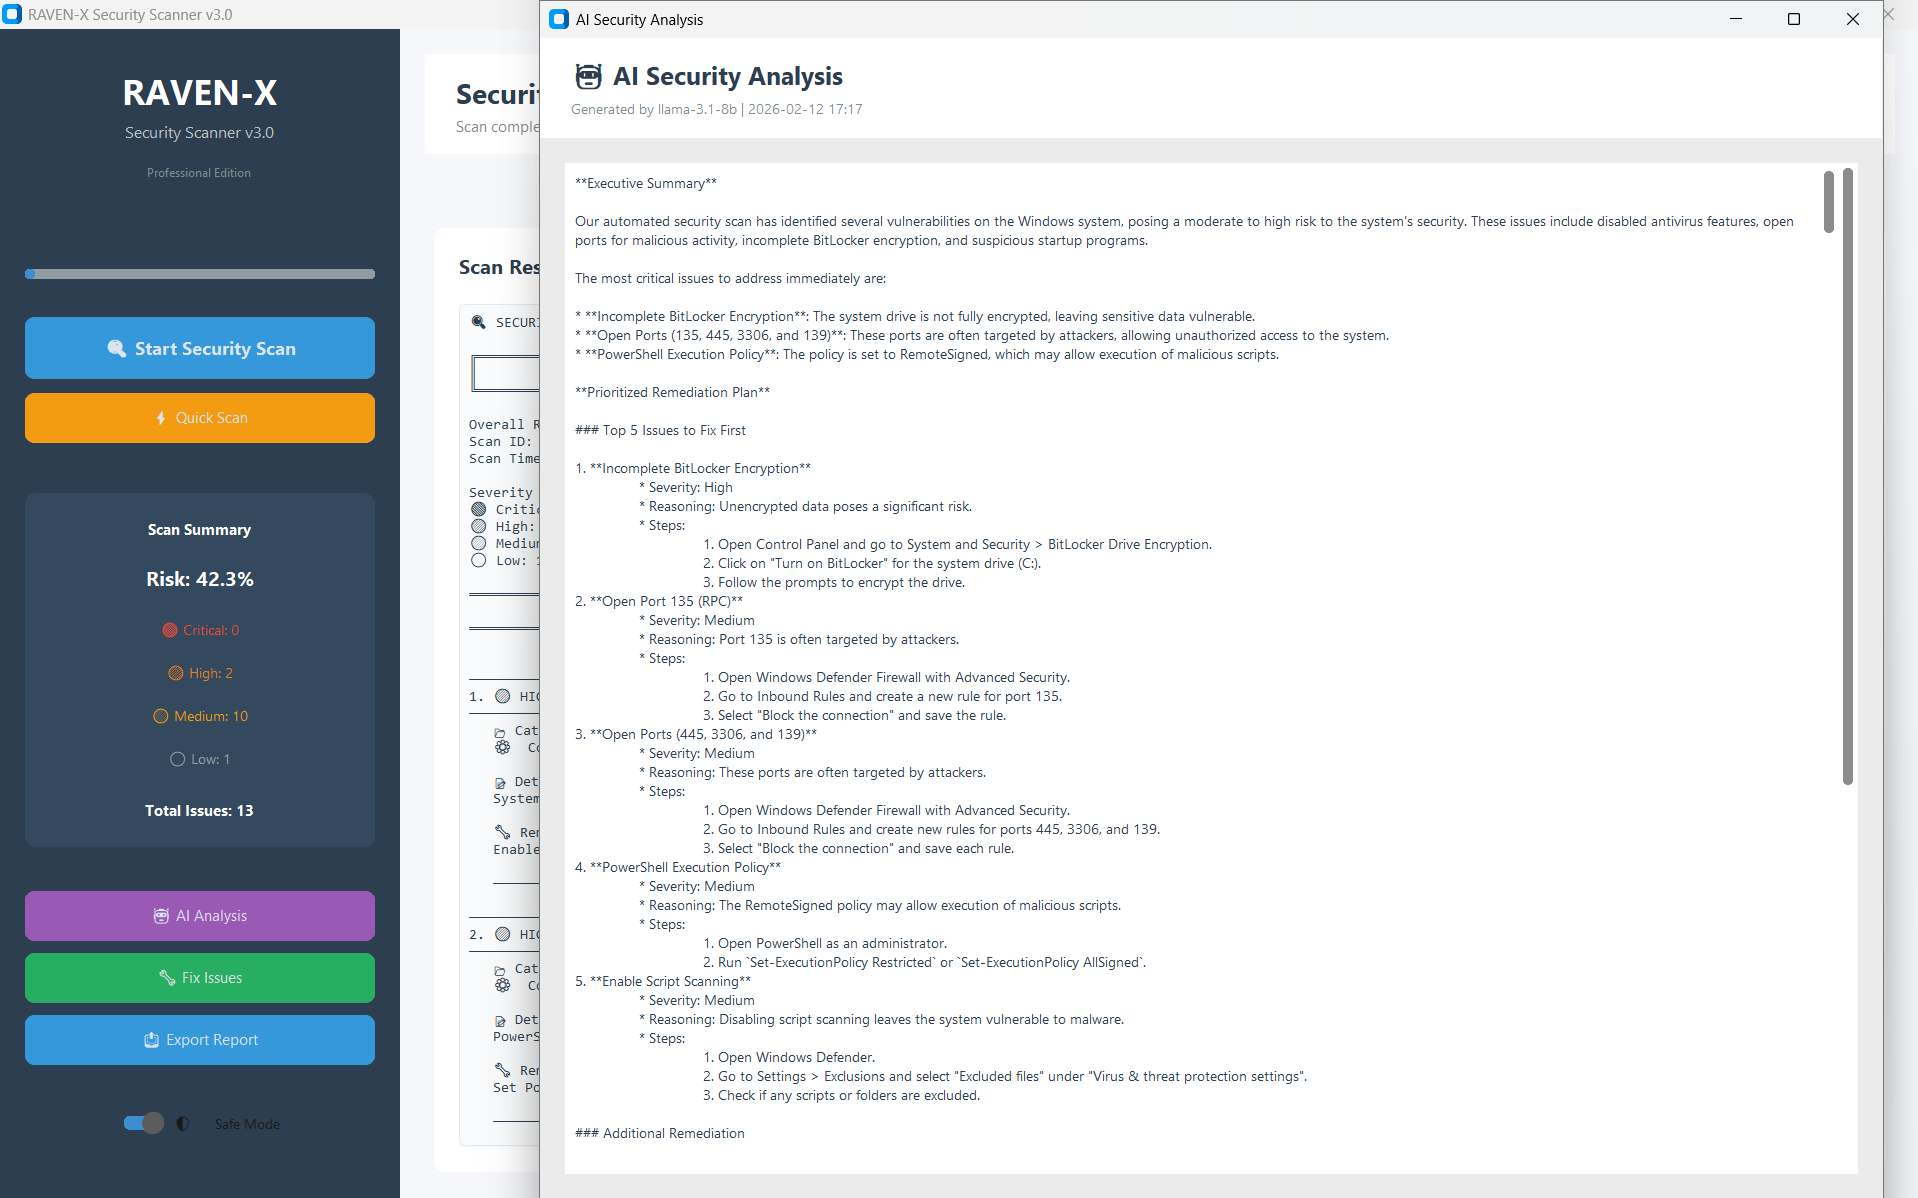 RAVEN-X Security Scanner v3.0
RAVEN-X
Security Scanner v3.0
Professional Edition
Start Security Scan
Quick Scan
Scan Summary
Risk: 42.3%
Critical: 0
High: 2
Medium: 10
Low: 1
Total Issues: 13
AI Analysis
Fix Issues
Export Report
Safe Mode
Scan Res
Overall R
Scan ID:
Scan Time
Severity
High:
1.
2.
AI Security Analysis
AI Security Analysis
Generated by llama-3.1-8b | 2026-02-12 17:17
**Executive Summary**
Our automated security scan has identified several vulnerabilities on the Windows system, posing a moderate to high risk to the system's security. These issues include disabled antivirus features, open
ports for malicious activity, incomplete BitLocker encryption, and suspicious startup programs.
The most critical issues to address immediately are:
* **Incomplete BitLocker Encryption**: The system drive is not fully encrypted, leaving sensitive data vulnerable.
* **Open Ports (135, 445, 3306, and 139)**: These ports are often targeted by attackers, allowing unauthorized access to the system.
* **PowerShell Execution Policy**: The policy is set to RemoteSigned, which may allow execution of malicious scripts.
**Prioritized Remediation Plan**
### Top 5 Issues to Fix First
1. **Incomplete BitLocker Encryption**
* Severity: High
* Reasoning: Unencrypted data poses a significant risk.
* Steps:
1. Open Control Panel and go to System and Security > BitLocker Drive Encryption.
2. Click on "Turn on BitLocker" for the system drive (C:).
3. Follow the prompts to encrypt the drive.
2. **Open Port 135 (RPC)**
* Severity: Medium
* Reasoning: Port 135 is often targeted by attackers.
* Steps:
1. Open Windows Defender Firewall with Advanced Security.
2. Go to Inbound Rules and create a new rule for port 135.
3. Select "Block the connection" and save the rule.
3. **Open Ports (445, 3306, and 139)**
* Severity: Medium
* Reasoning: These ports are often targeted by attackers.
* Steps:
1. Open Windows Defender Firewall with Advanced Security.
2. Go to Inbound Rules and create new rules for ports 445, 3306, and 139.
3. Select "Block the connection" and save each rule.
4. **PowerShell Execution Policy**
* Severity: Medium
* Reasoning: The RemoteSigned policy may allow execution of malicious scripts.
* Steps:
1. Open PowerShell as an administrator.
2. Run `Set-ExecutionPolicy Restricted` or `Set-ExecutionPolicy AllSigned`.
5. **Enable Script Scanning**
* Severity: Medium
* Reasoning: Disabling script scanning leaves the system vulnerable to malware.
* Steps:
1. Open Windows Defender.
2. Go to Settings > Exclusions and select "Excluded files" under "Virus & threat protection settings".
3. Check if any scripts or folders are excluded.
### Additional Remediation